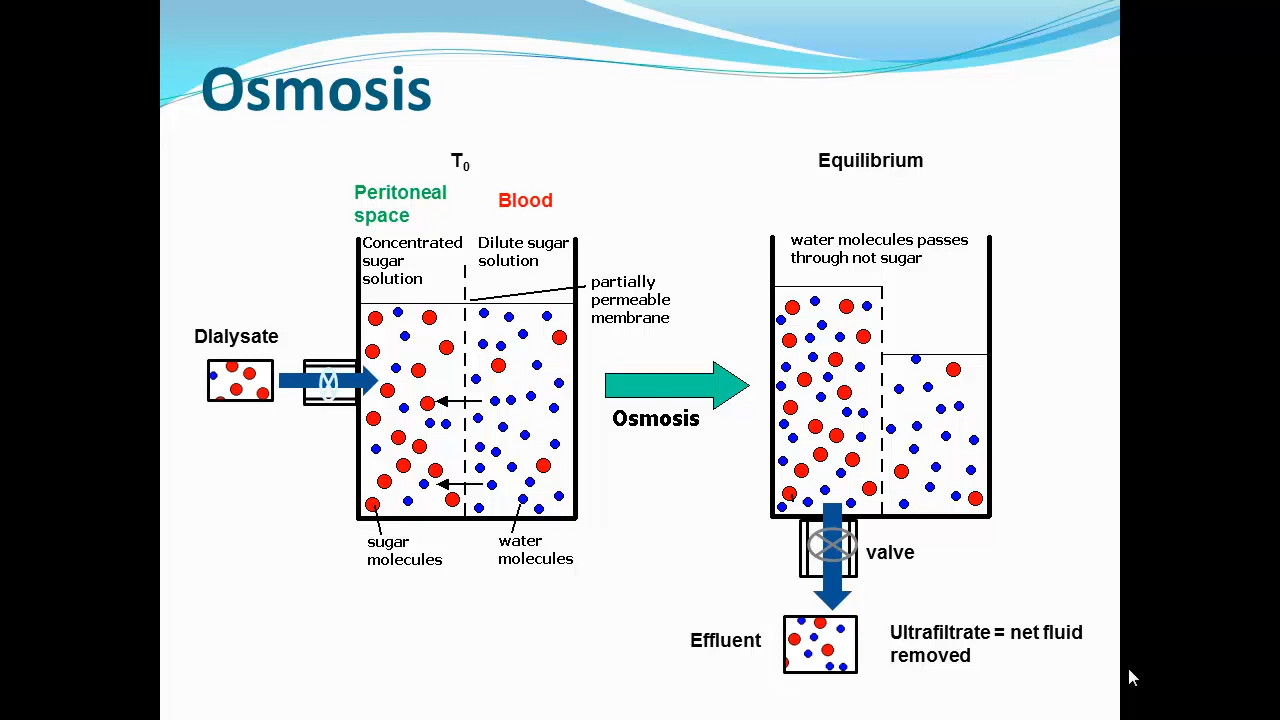 Osmosis
T0
Equilibrium
Peritoneal
space
Blood
Concentrated
sugar
solution
Dilute sugar
solution
partially
permeable
membrane
water molecules passes
through not sugar
Dialysate
Osmosis
sugar
molecules
water
molecules
valve
Effluent
Ultrafiltrate = net fluid
removed